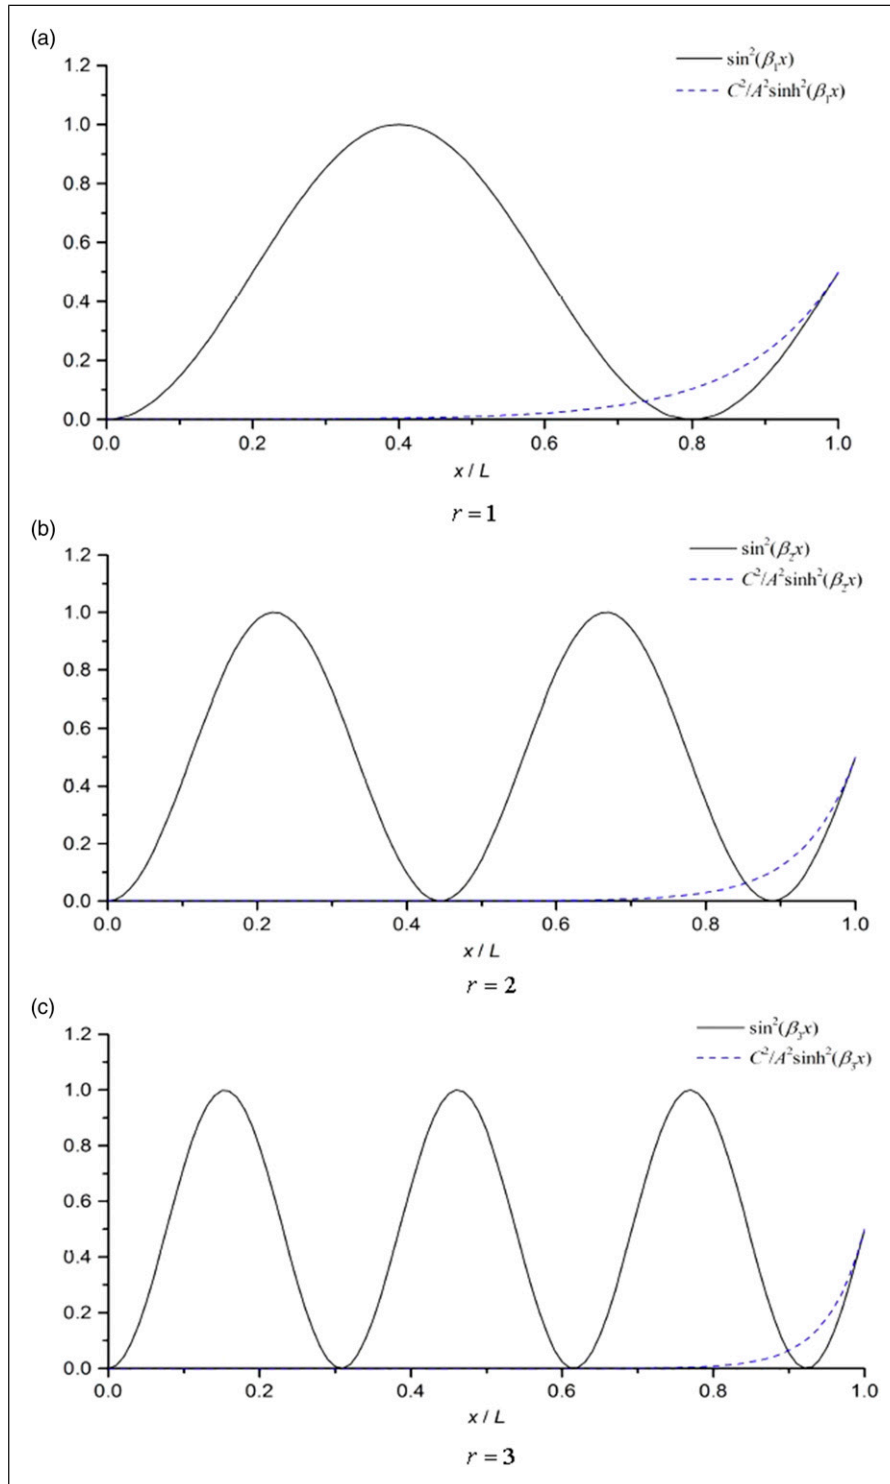 (a)
sin²(β₁x)
C²/A²sinh²(β₁x)
1.2
1.0
0.8
0.6
0.4
0.2
0.0
0.0 0.2 0.4 0.6 0.8 1.0
x / L
r = 1
(b)
sin²(β₂x)
C²/A²sinh²(β₂x)
1.2
1.0
0.8
0.6
0.4
0.2
0.0
0.0 0.2 0.4 0.6 0.8 1.0
x / L
r = 2
(c)
sin²(β₃x)
C²/A²sinh²(β₃x)
1.2
1.0
0.8
0.6
0.4
0.2
0.0
0.0 0.2 0.4 0.6 0.8 1.0
x / L
r = 3